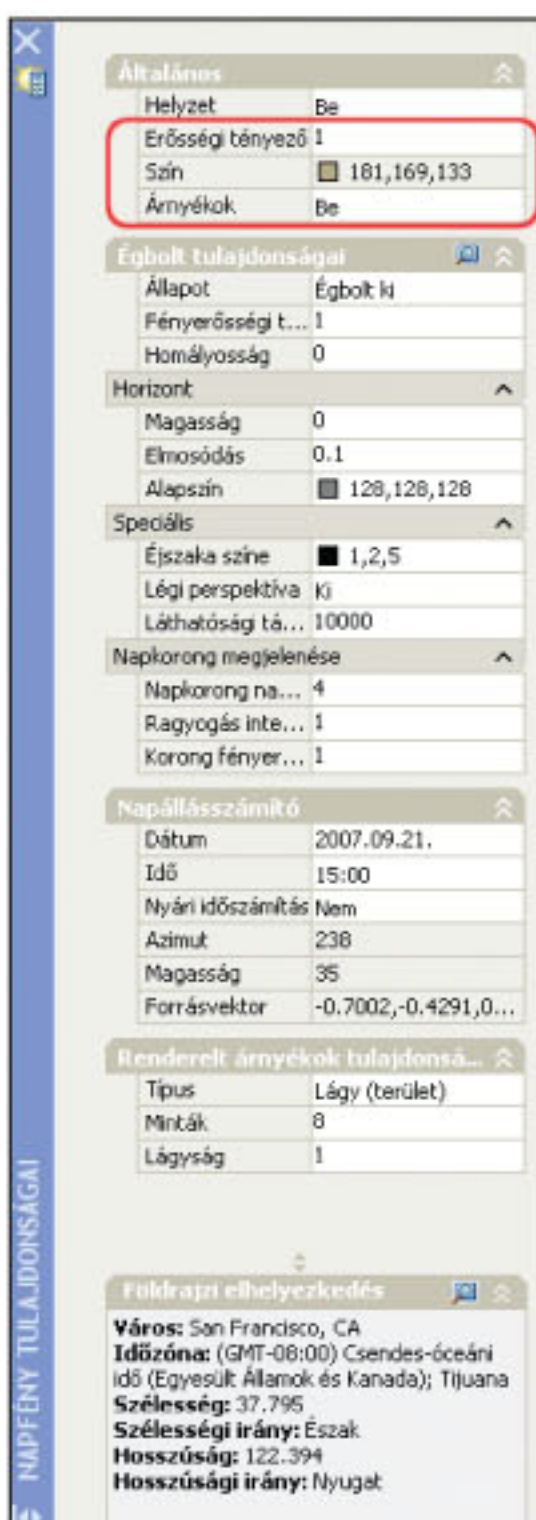 Általános
Helyzet Be
Erősségi tényező 1
Szín 181,169,133
Árnyékok Be
Égbolt tulajdonságai
Állapot Égbolt ki
Fényerősségi t... 1
Homályosság 0
Horizont
Magasság 0
Elmosódás 0.1
Alapszín 128,128,128
Speciális
Éjszaka színe 1,2,5
Légi perspektíva Ki
Láthatósági tá... 10000
Napkorong megjelenése
Napkorong na... 4
Ragyogás inte... 1
Korong fényer... 1
Napállásszámító
Dátum 2007.09.21.
Idő 15:00
Nyári időszámítás Nem
Azimut 238
Magasság 35
Forrásvektor -0.7002,-0.4291,0...
Renderelt árnyékok tulajdonsá...
Típus Lágy (terület)
Minták 8
Lágyság 1
Földrajzi elhelyezkedés
Város: San Francisco, CA
Időzóna: (GMT-08:00) Csendes-óceáni
idő (Egyesült Államok és Kanada); Tijuana
Szélesség: 37.795
Szélességi irány: Észak
Hosszúság: 122.394
Hosszúsági irány: Nyugat
NAPFÉNY TULAJDONSÁGAI